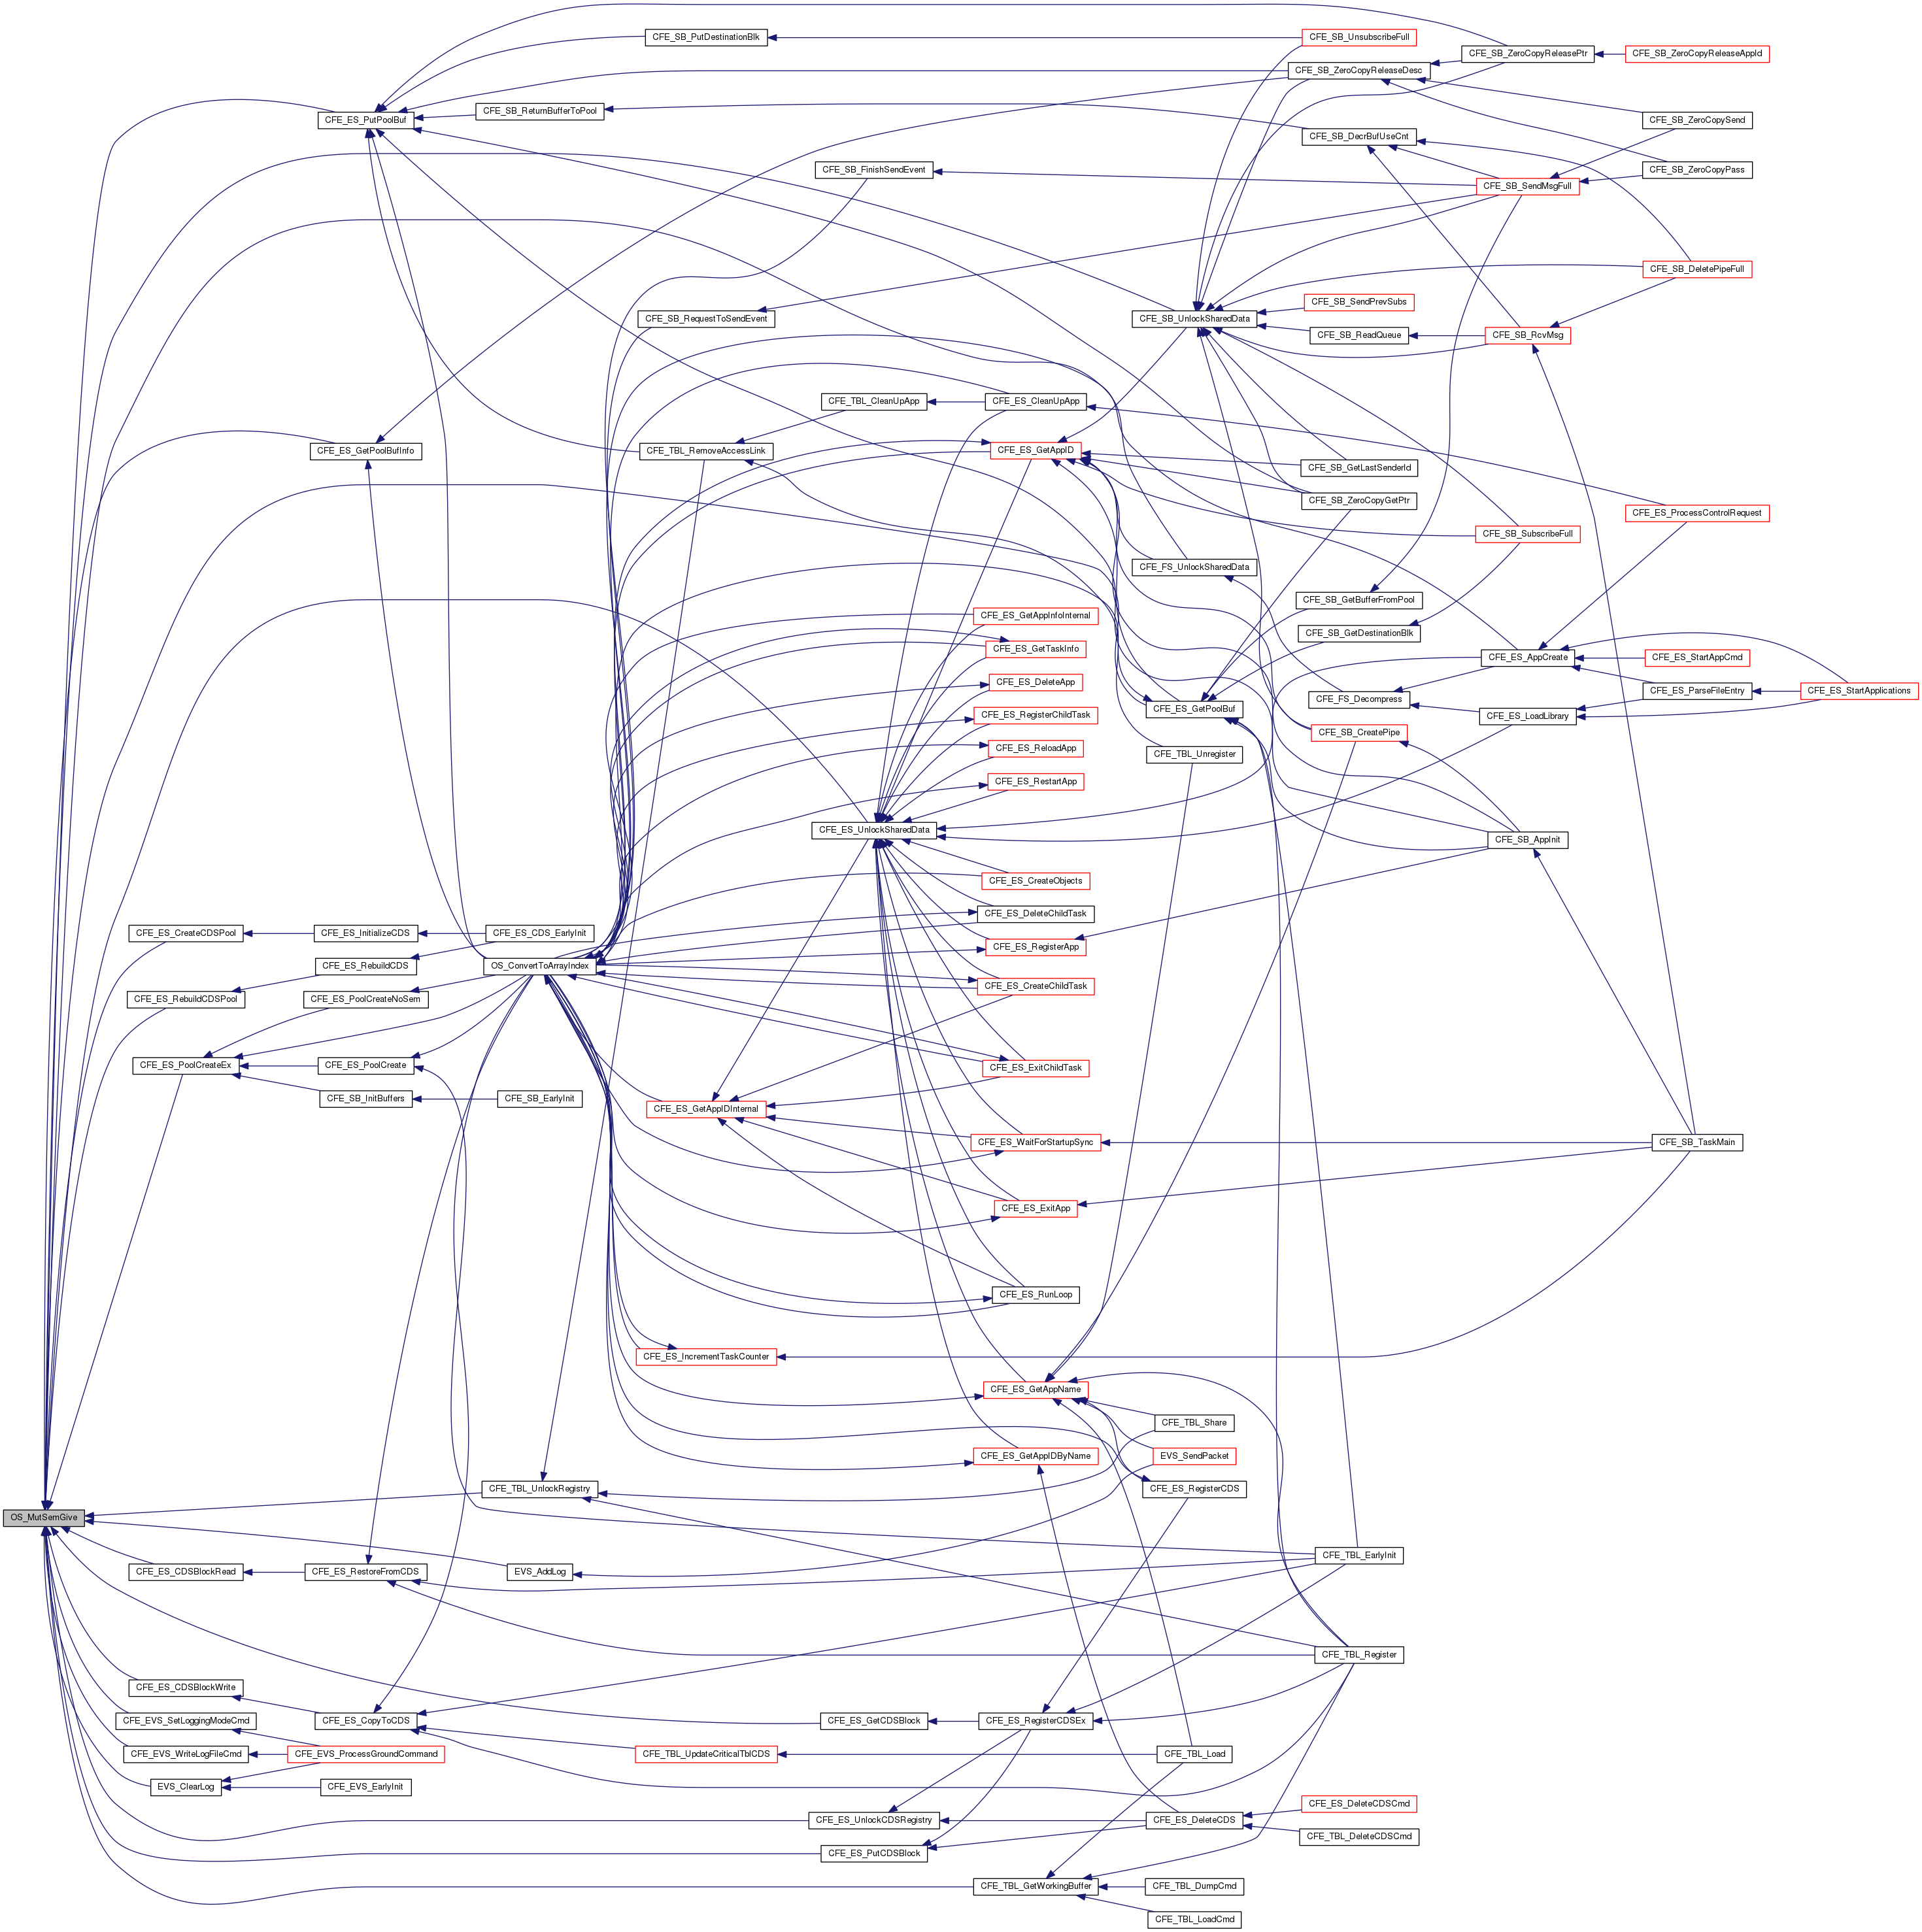 CFE_SB_PutDestinationBlk
CFE_SB_UnsubscribeFull
CFE_SB_ZeroCopyReleasePtr
CFE_SB_ZeroCopyReleaseAppId
CFE_SB_ZeroCopyReleaseDesc
CFE_ES_PutPoolBuf
CFE_SB_ReturnBufferToPool
CFE_SB_ZeroCopySend
CFE_SB_DecrBufUseCnt
CFE_SB_FinishSendEvent
CFE_SB_ZeroCopyPass
CFE_SB_SendMsgFull
CFE_SB_DeletePipeFull
CFE_SB_SendPrevSubs
CFE_SB_RequestToSendEvent
CFE_SB_UnlockSharedData
CFE_SB_ReadQueue
CFE_SB_RcvMsg
CFE_TBL_CleanUpApp
CFE_ES_CleanUpApp
CFE_ES_GetPoolBufInfo
CFE_TBL_RemoveAccessLink
CFE_ES_GetAppID
CFE_SB_GetLastSenderId
CFE_SB_ZeroCopyGetPtr
CFE_ES_ProcessControlRequest
CFE_SB_SubscribeFull
CFE_FS_UnlockSharedData
CFE_SB_GetBufferFromPool
CFE_ES_GetAppInfoInternal
CFE_SB_GetDestinationBlk
CFE_ES_GetTaskInfo
CFE_ES_AppCreate
CFE_ES_StartAppCmd
CFE_ES_DeleteApp
CFE_ES_ParseFileEntry
CFE_ES_StartApplications
CFE_FS_Decompress
CFE_ES_GetPoolBuf
CFE_ES_RegisterChildTask
CFE_ES_LoadLibrary
CFE_SB_CreatePipe
CFE_ES_ReloadApp
CFE_TBL_Unregister
CFE_ES_RestartApp
CFE_ES_UnlockSharedData
CFE_SB_AppInit
CFE_ES_CreateObjects
CFE_ES_DeleteChildTask
CFE_ES_CreateCDSPool
CFE_ES_InitializeCDS
CFE_ES_CDS_EarlyInit
CFE_ES_RegisterApp
CFE_ES_RebuildCDS
OS_ConvertToArrayIndex
CFE_ES_CreateChildTask
CFE_ES_RebuildCDSPool
CFE_ES_PoolCreateNoSem
CFE_ES_PoolCreateEx
CFE_ES_PoolCreate
CFE_ES_ExitChildTask
CFE_SB_InitBuffers
CFE_SB_EarlyInit
CFE_ES_GetAppIDInternal
CFE_ES_WaitForStartupSync
CFE_SB_TaskMain
CFE_ES_ExitApp
CFE_ES_RunLoop
CFE_ES_IncrementTaskCounter
CFE_ES_GetAppName
CFE_TBL_Share
CFE_ES_GetAppIDByName
EVS_SendPacket
CFE_TBL_UnlockRegistry
CFE_ES_RegisterCDS
OS_MutSemGive
CFE_TBL_EarlyInit
CFE_ES_CDSBlockRead
CFE_ES_RestoreFromCDS
EVS_AddLog
CFE_TBL_Register
CFE_ES_CDSBlockWrite
CFE_EVS_SetLoggingModeCmd
CFE_ES_CopyToCDS
CFE_ES_GetCDSBlock
CFE_ES_RegisterCDSEx
CFE_EVS_WriteLogFileCmd
CFE_EVS_ProcessGroundCommand
CFE_TBL_UpdateCriticalTblCDS
CFE_TBL_Load
EVS_ClearLog
CFE_EVS_EarlyInit
CFE_ES_DeleteCDSCmd
CFE_ES_UnlockCDSRegistry
CFE_ES_DeleteCDS
CFE_TBL_DeleteCDSCmd
CFE_ES_PutCDSBlock
CFE_TBL_GetWorkingBuffer
CFE_TBL_DumpCmd
CFE_TBL_LoadCmd